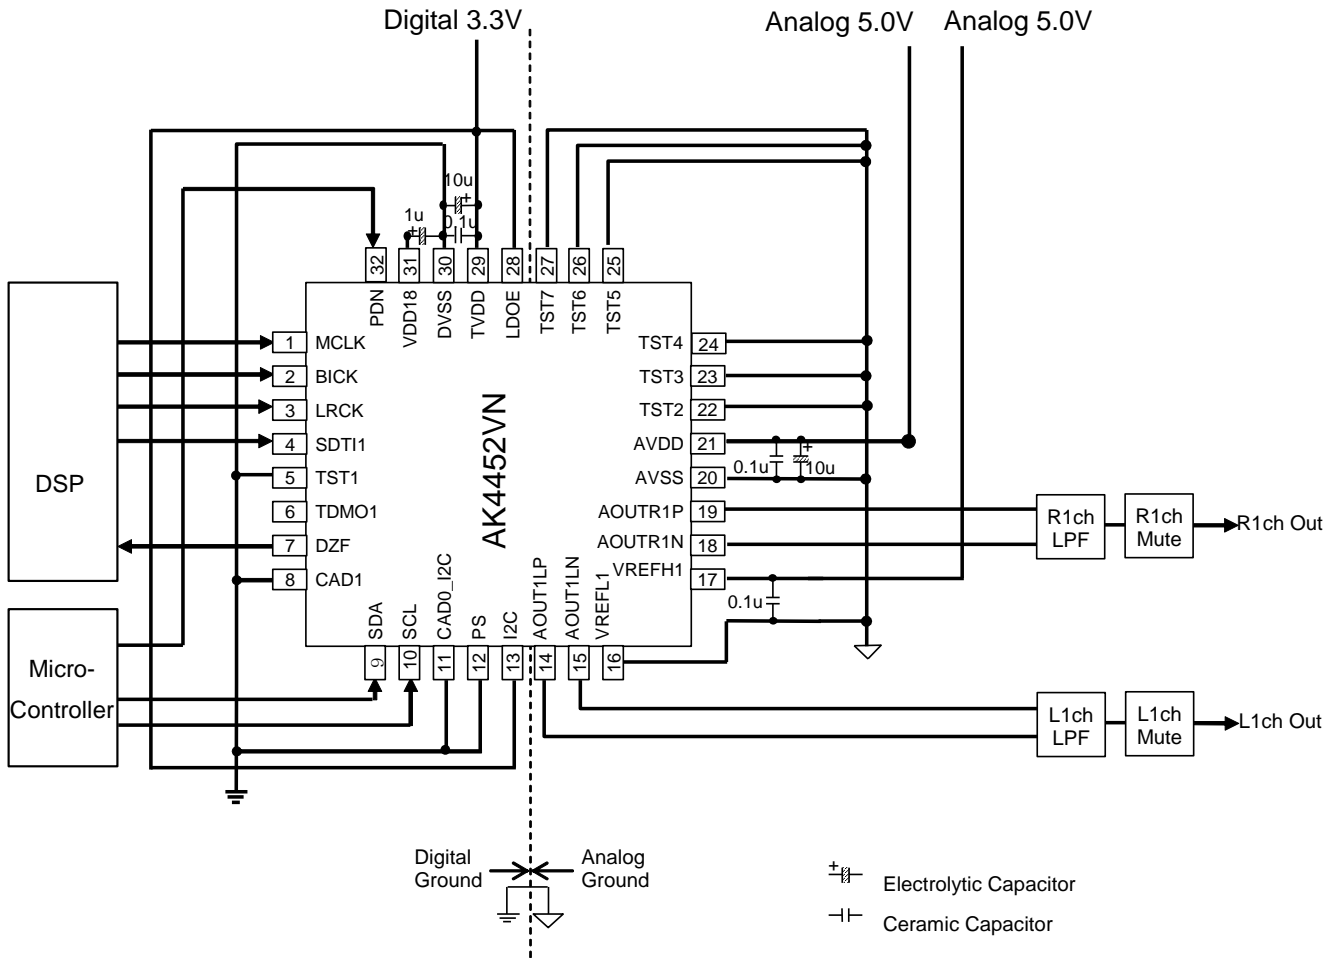 Digital 3.3V
Analog 5.0V
Analog 5.0V
10u
1u
0.1u
32
31
30
29
28
27
26
25
PDN
VDD18
DVSS
TVDD
LDOE
TST7
TST6
TST5
1 MCLK
2 BICK
3 LRCK
4 SDTI1
5 TST1
6 TDMO1
7 DZF
8 CAD1
AK4452VN
TST4 24
TST3 23
TST2 22
AVDD 21
AVSS 20
AOUTR1P 19
AOUTR1N 18
VREFH1 17
0.1u
10u
0.1u
SDA
SCL
CAD0_I2C
PS
I2C
AOUT1LP
AOUT1LN
VREFL1
9
10
11
12
13
14
15
16
DSP
Micro-
Controller
R1ch
LPF
R1ch
Mute
R1ch Out
L1ch
LPF
L1ch
Mute
L1ch Out
Digital
Ground
Analog
Ground
+
Electrolytic Capacitor
Ceramic Capacitor